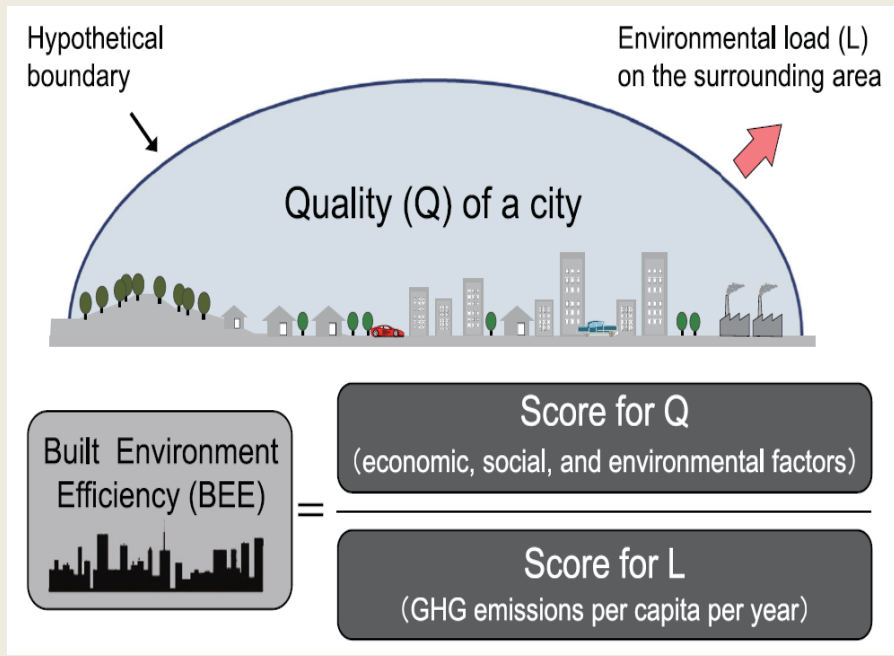 Hypothetical
boundary
Environmental load (L)
on the surrounding area
Quality (Q) of a city
Built Environment
Efficiency (BEE)
=
Score for Q
(economic, social, and environmental factors)
Score for L
(GHG emissions per capita per year)